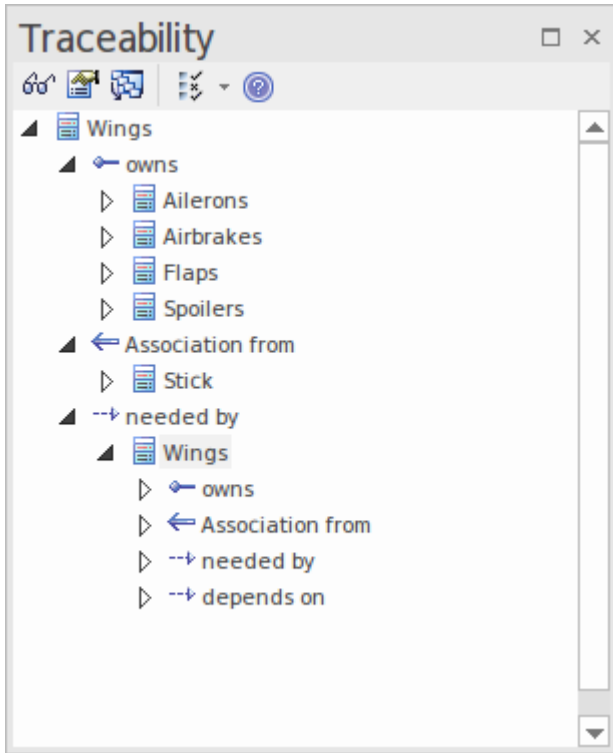 Traceability
Wings
owns
Ailerons
Airbrakes
Flaps
Spoilers
Association from
Stick
needed by
Wings
owns
Association from
needed by
depends on